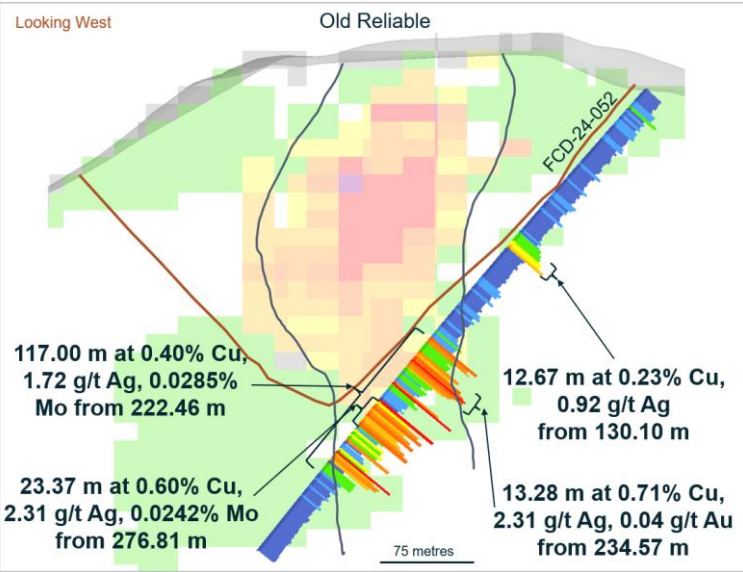 Looking West
Old Reliable
FCD-24-052
117.00 m at 0.40% Cu,
1.72 g/t Ag, 0.0285%
Mo from 222.46 m
12.67 m at 0.23% Cu,
0.92 g/t Ag
from 130.10 m
23.37 m at 0.60% Cu,
2.31 g/t Ag, 0.0242% Mo
from 276.81 m
13.28 m at 0.71% Cu,
2.31 g/t Ag, 0.04 g/t Au
from 234.57 m
75 metres